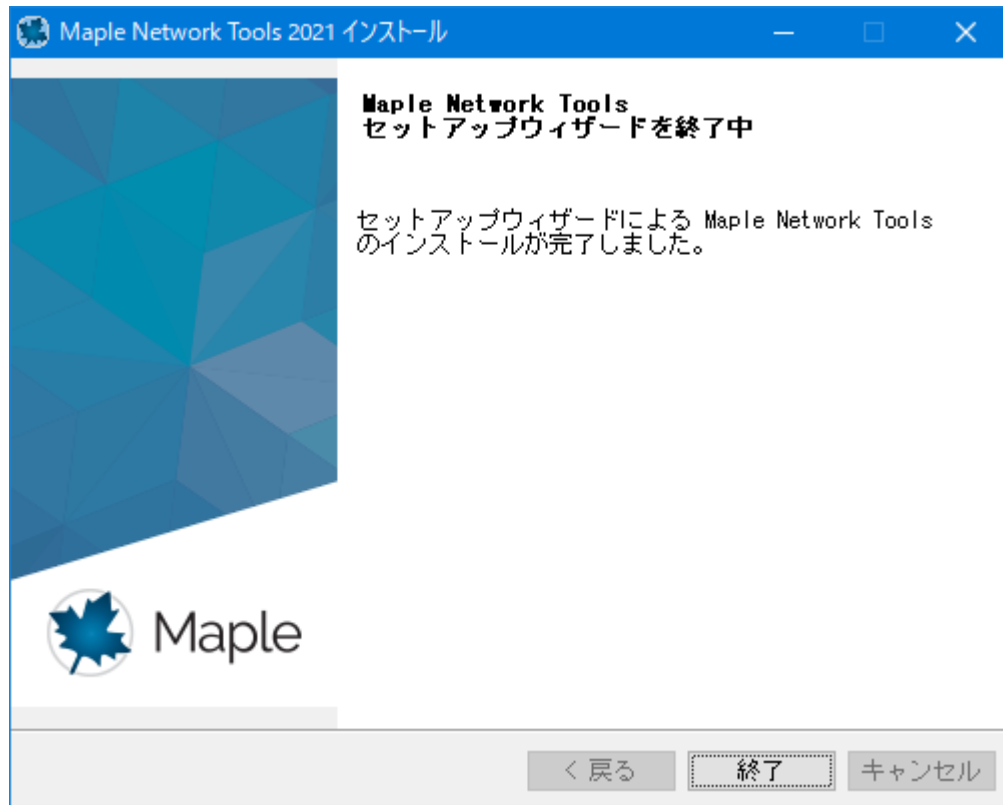 Maple Network Tools 2021 インストール
Maple Network Tools
セットアップウィザードを終了中
セットアップウィザードによる Maple Network Tools
のインストールが完了しました。
Maple
< 戻る
終了
キャンセル